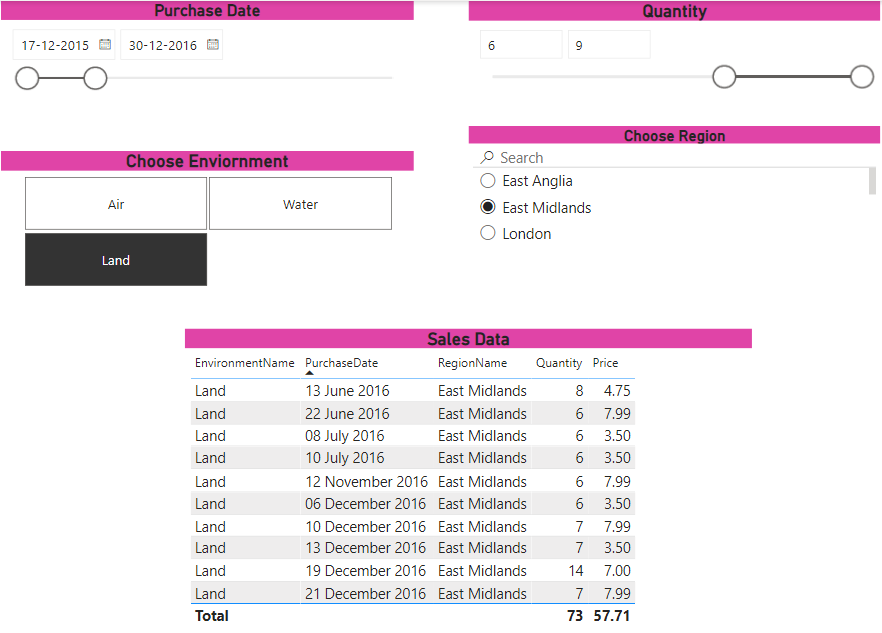 Purchase Date
17-12-2015 30-12-2016
Quantity
6 9
Choose Enviornment
Air Water
Land
Choose Region
Search
East Anglia
East Midlands
London
Sales Data
EnvironmentName PurchaseDate RegionName Quantity Price
Land 13 June 2016 East Midlands 8 4.75
Land 22 June 2016 East Midlands 6 7.99
Land 08 July 2016 East Midlands 6 3.50
Land 10 July 2016 East Midlands 6 3.50
Land 12 November 2016 East Midlands 6 7.99
Land 06 December 2016 East Midlands 6 3.50
Land 10 December 2016 East Midlands 7 7.99
Land 13 December 2016 East Midlands 7 3.50
Land 19 December 2016 East Midlands 14 7.00
Land 21 December 2016 East Midlands 7 7.99
Total 73 57.71